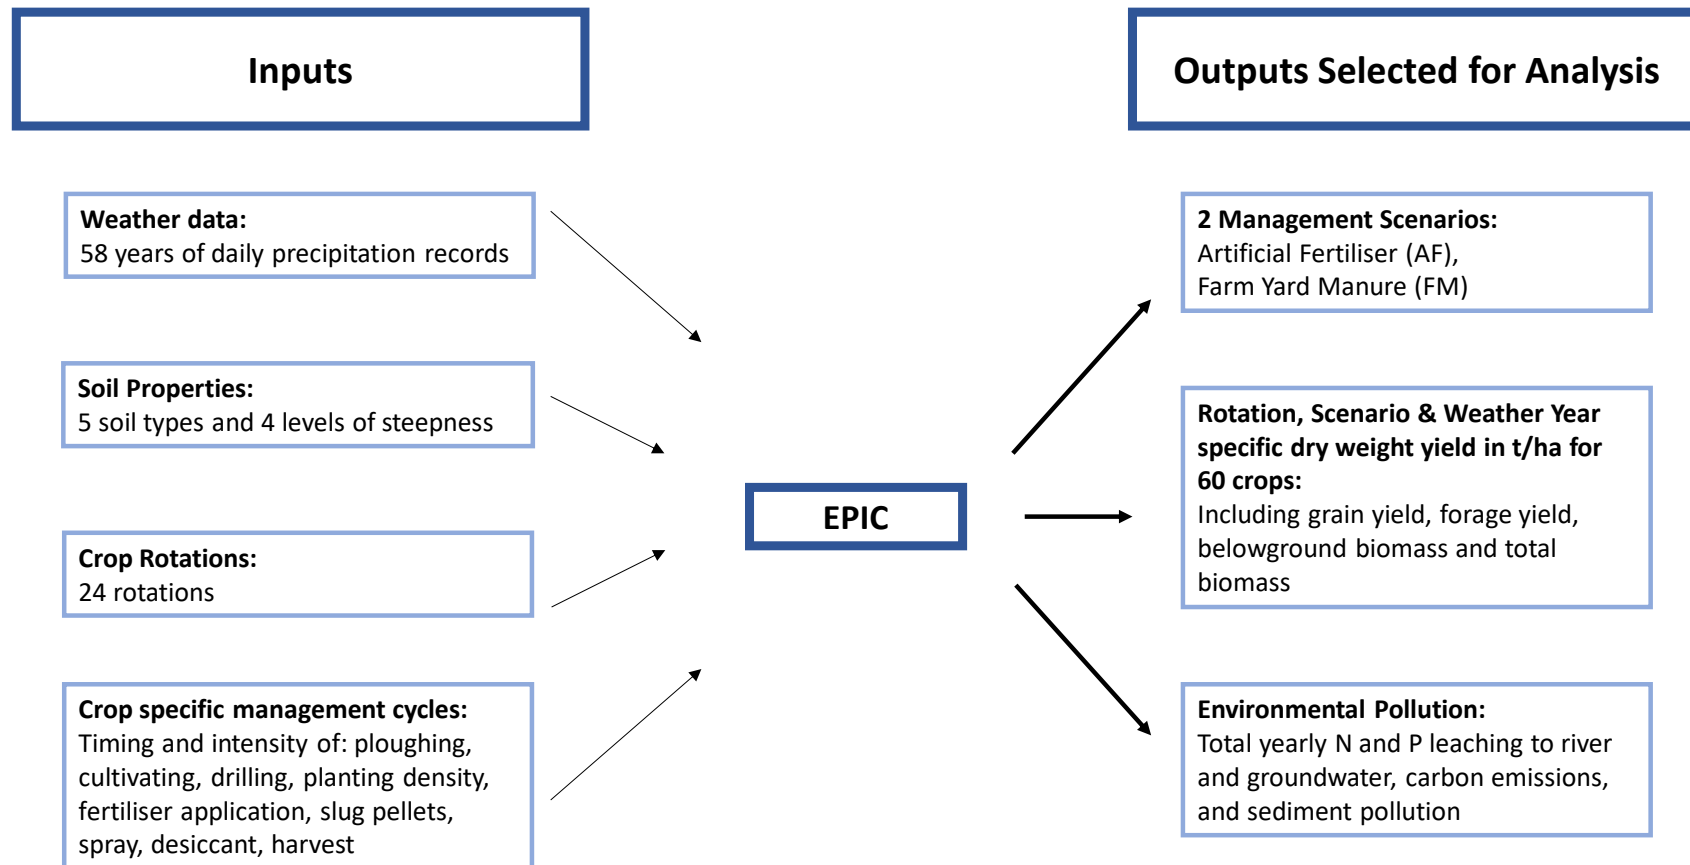 Inputs
Outputs Selected for Analysis
Weather data:
58 years of daily precipitation records
Soil Properties:
5 soil types and 4 levels of steepness
Crop Rotations:
24 rotations
Crop specific management cycles:
Timing and intensity of: ploughing,
cultivating, drilling, planting density,
fertiliser application, slug pellets,
spray, desiccant, harvest
EPIC
2 Management Scenarios:
Artificial Fertiliser (AF),
Farm Yard Manure (FM)
Rotation, Scenario & Weather Year
specific dry weight yield in t/ha for
60 crops:
Including grain yield, forage yield,
belowground biomass and total
biomass
Environmental Pollution:
Total yearly N and P leaching to river
and groundwater, carbon emissions,
and sediment pollution